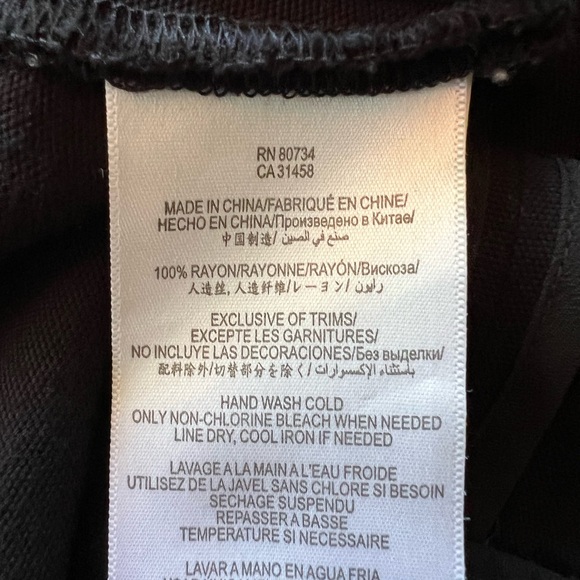 RN 80734
CA 31458
MADE IN CHINA/FABRIQUÉ EN CHINE/
HECHO EN CHINA/Произведено в Китае/
中国制造/ صنع في الصين
100% RAYON/RAYONNE/RAYÓN/Вискоза/
人造丝, 人造纤维/レーヨン/ رايون
EXCLUSIVE OF TRIMS/
EXCEPTE LES GARNITURES/
NO INCLUYE LAS DECORACIONES/Без выделки/
配料除外/切替部分を除く/ باستثناء الإكسسوارات
HAND WASH COLD
ONLY NON-CHLORINE BLEACH WHEN NEEDED
LINE DRY, COOL IRON IF NEEDED
LAVAGE A LA MAIN A L'EAU FROIDE
UTILISEZ DE LA JAVEL SANS CHLORE SI BESOIN
SECHAGE SUSPENDU
REPASSER A BASSE
TEMPERATURE SI NECESSAIRE
LAVAR A MANO EN AGUA FRIA